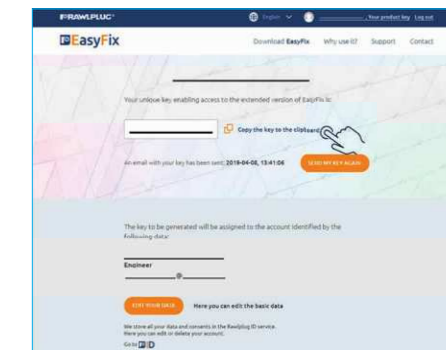 RAWLPLUG®
English
Your product key Log out
EasyFix
Download EasyFix Why use it? Support Contact
Your unique key enabling access to the extended version of EasyFix is:
Copy the key to the clipboard
An email with your key has been sent: 2019-04-08, 13:41:06
SEND MY KEY AGAIN
The key to be generated will be assigned to the account identified by the
following data:
Engineer
@
EDIT YOUR DATA
Here you can edit the basic data
We store all your data and consents in the Rawlplug ID service.
Here you can edit or delete your account.
Go to ID